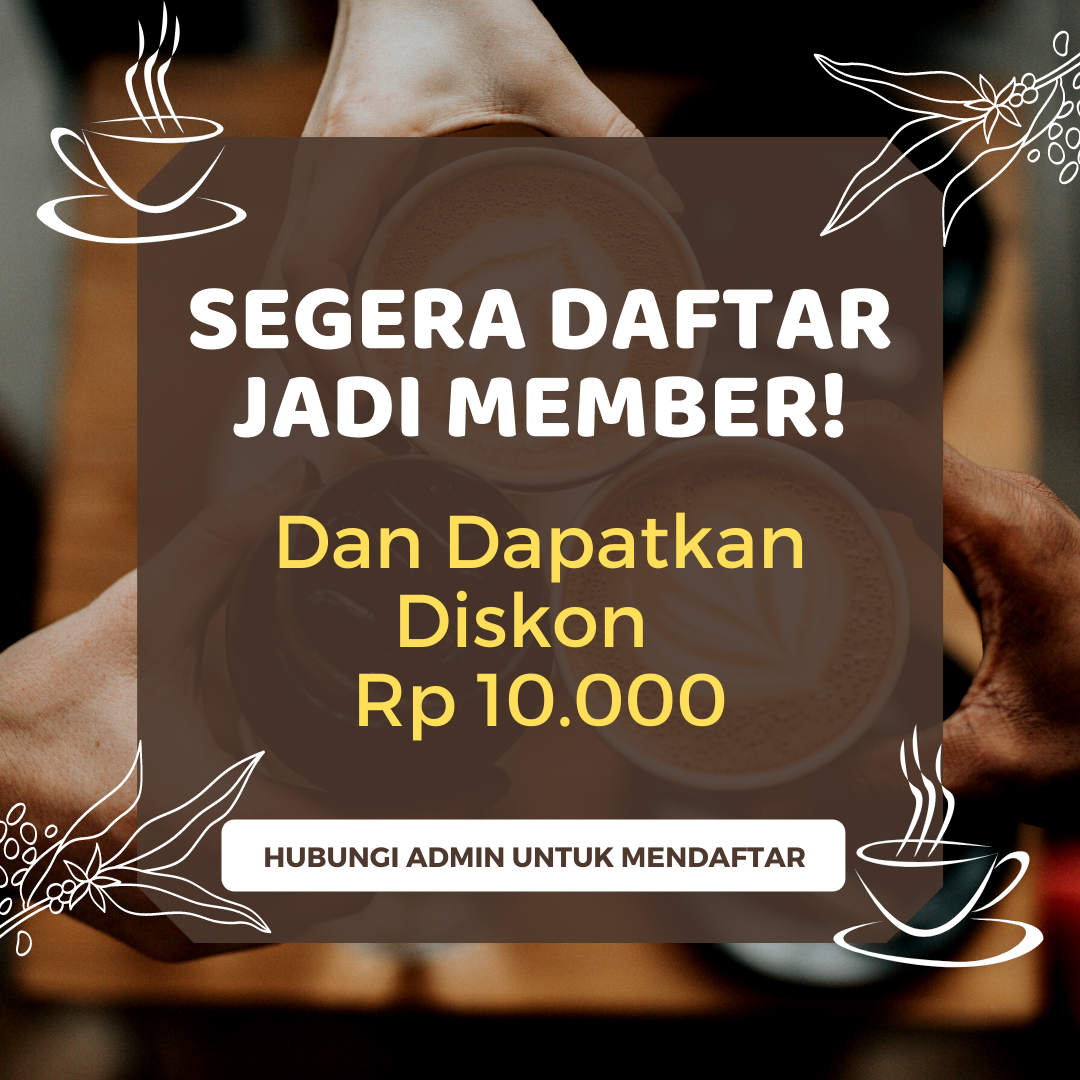 SEGERA DAFTAR
JADI MEMBER!
Dan Dapatkan
Diskon
Rp 10.000
HUBUNGI ADMIN UNTUK MENDAFTAR